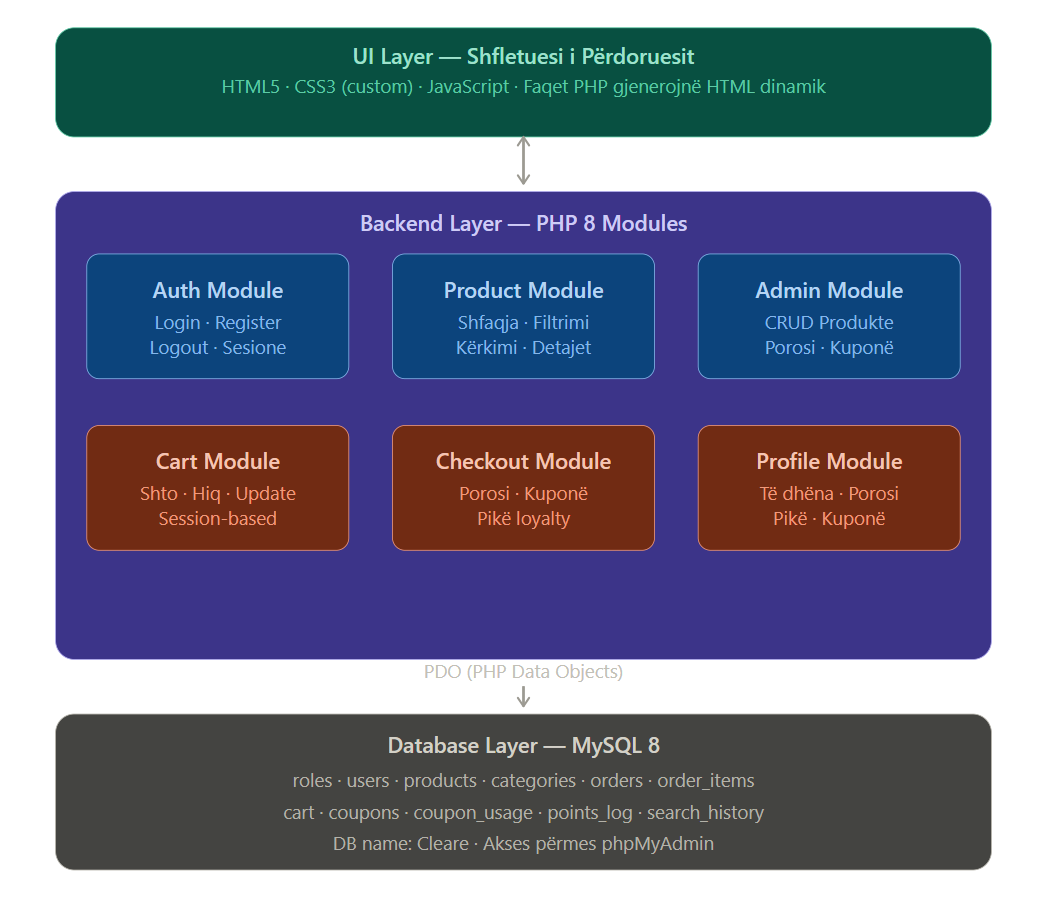 UI Layer — Shfletuesi i Përdoruesit
HTML5 · CSS3 (custom) · JavaScript · Faqet PHP gjenerojnë HTML dinamik
Backend Layer — PHP 8 Modules
Auth Module
Login · Register
Logout · Sesione
Product Module
Shfaqja · Filtrimi
Kërkimi · Detajet
Admin Module
CRUD Produkte
Porosi · Kuponë
Cart Module
Shto · Hiq · Update
Session-based
Checkout Module
Porosi · Kuponë
Pikë loyalty
Profile Module
Të dhëna · Porosi
Pikë · Kuponë
PDO (PHP Data Objects)
Database Layer — MySQL 8
roles · users · products · categories · orders · order_items
cart · coupons · coupon_usage · points_log · search_history
DB name: Cleare · Akses përmes phpMyAdmin